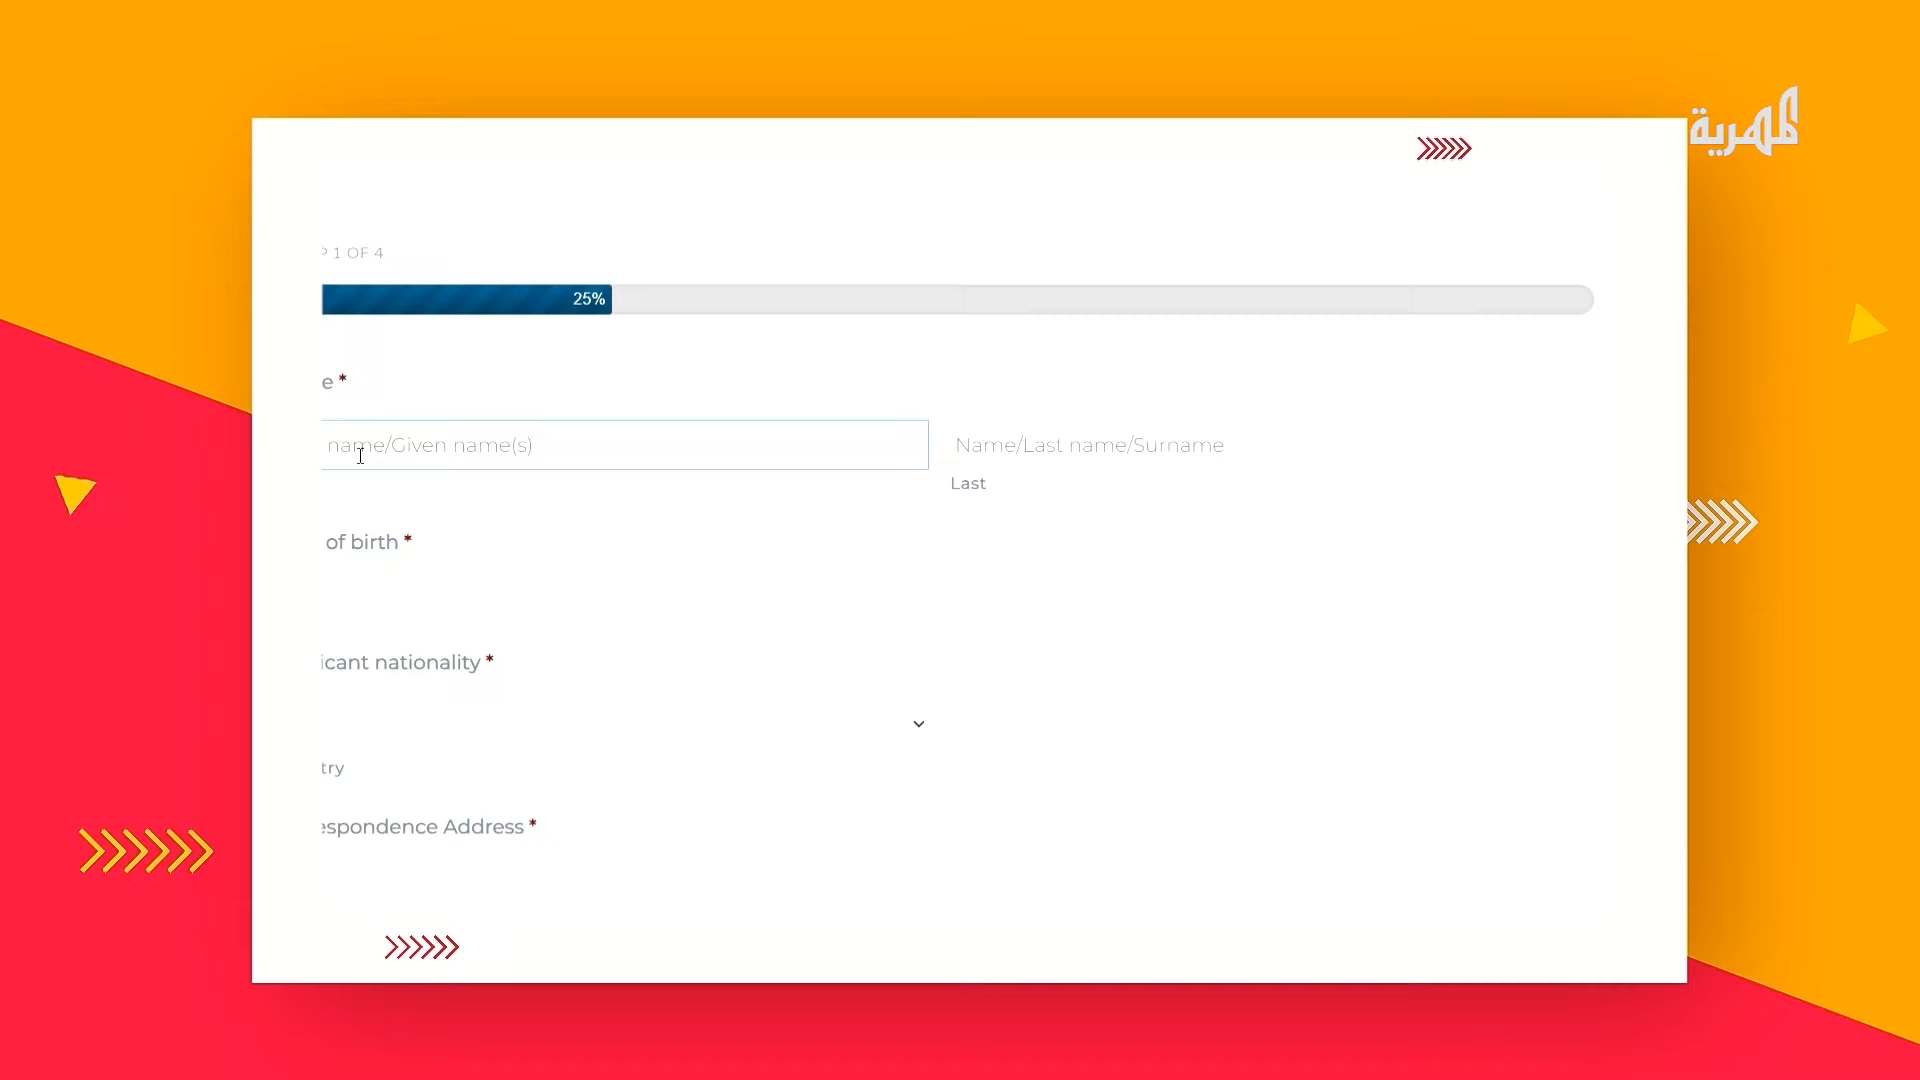 المهرية
P 1 OF 4
25%
e *
name/Given name(s)
Name/Last name/Surname
Last
of birth *
icant nationality *
try
espondence Address *